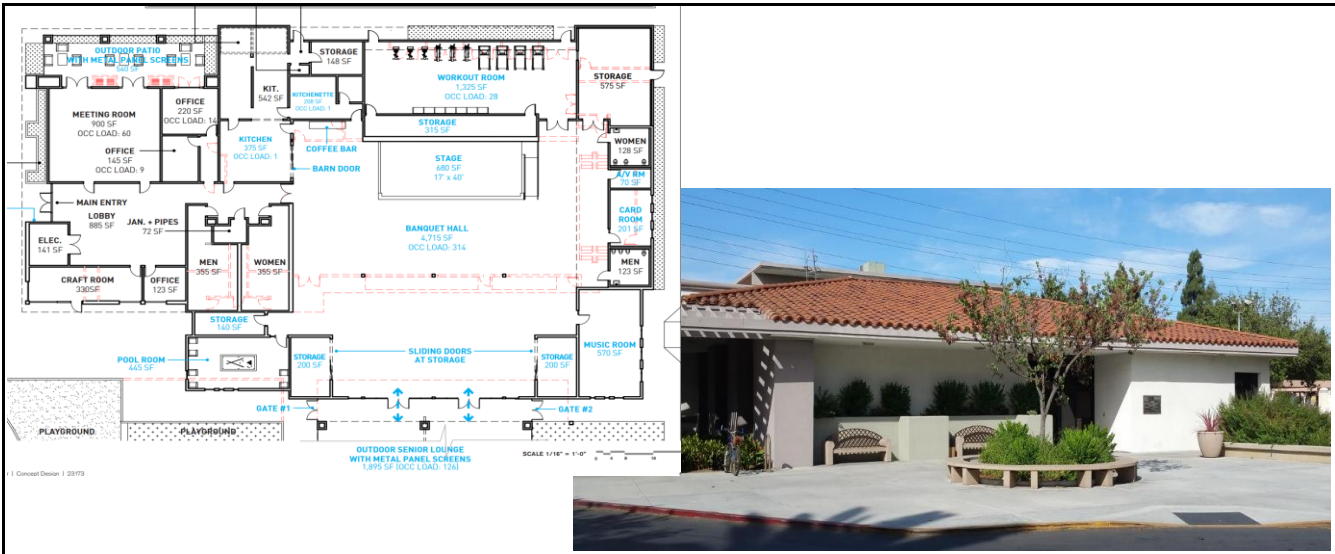 OUTDOOR PATIO
WITH METAL PANEL SCREENS
540 SF
STORAGE
148 SF
WORKOUT ROOM
1,325 SF
OCC LOAD: 28
STORAGE
575 SF
KIT.
542 SF
KITCHENETTE
268 SF
OCC LOAD: 1
OFFICE
220 SF
OCC LOAD: 14
MEETING ROOM
900 SF
OCC LOAD: 60
STORAGE
315 SF
OFFICE
145 SF
OCC LOAD: 9
KITCHEN
375 SF
OCC LOAD: 1
COFFEE BAR
BARN DOOR
STAGE
680 SF
17' x 40'
WOMEN
128 SF
A/V RM
70 SF
MAIN ENTRY
LOBBY
885 SF
JAN. + PIPES
72 SF
CARD
ROOM
201 SF
BANQUET HALL
4,715 SF
OCC LOAD: 314
ELEC.
141 SF
MEN
355 SF
WOMEN
355 SF
MEN
123 SF
CRAFT ROOM
330SF
OFFICE
123 SF
STORAGE
140 SF
POOL ROOM
445 SF
STORAGE
200 SF
SLIDING DOORS
AT STORAGE
STORAGE
200 SF
MUSIC ROOM
570 SF
GATE #1
GATE #2
PLAYGROUND
PLAYGROUND
OUTDOOR SENIOR LOUNGE
WITH METAL PANEL SCREENS
1,895 SF (OCC LOAD: 126)
SCALE 1/16" = 1'-0"
r | Concept Design | 23173